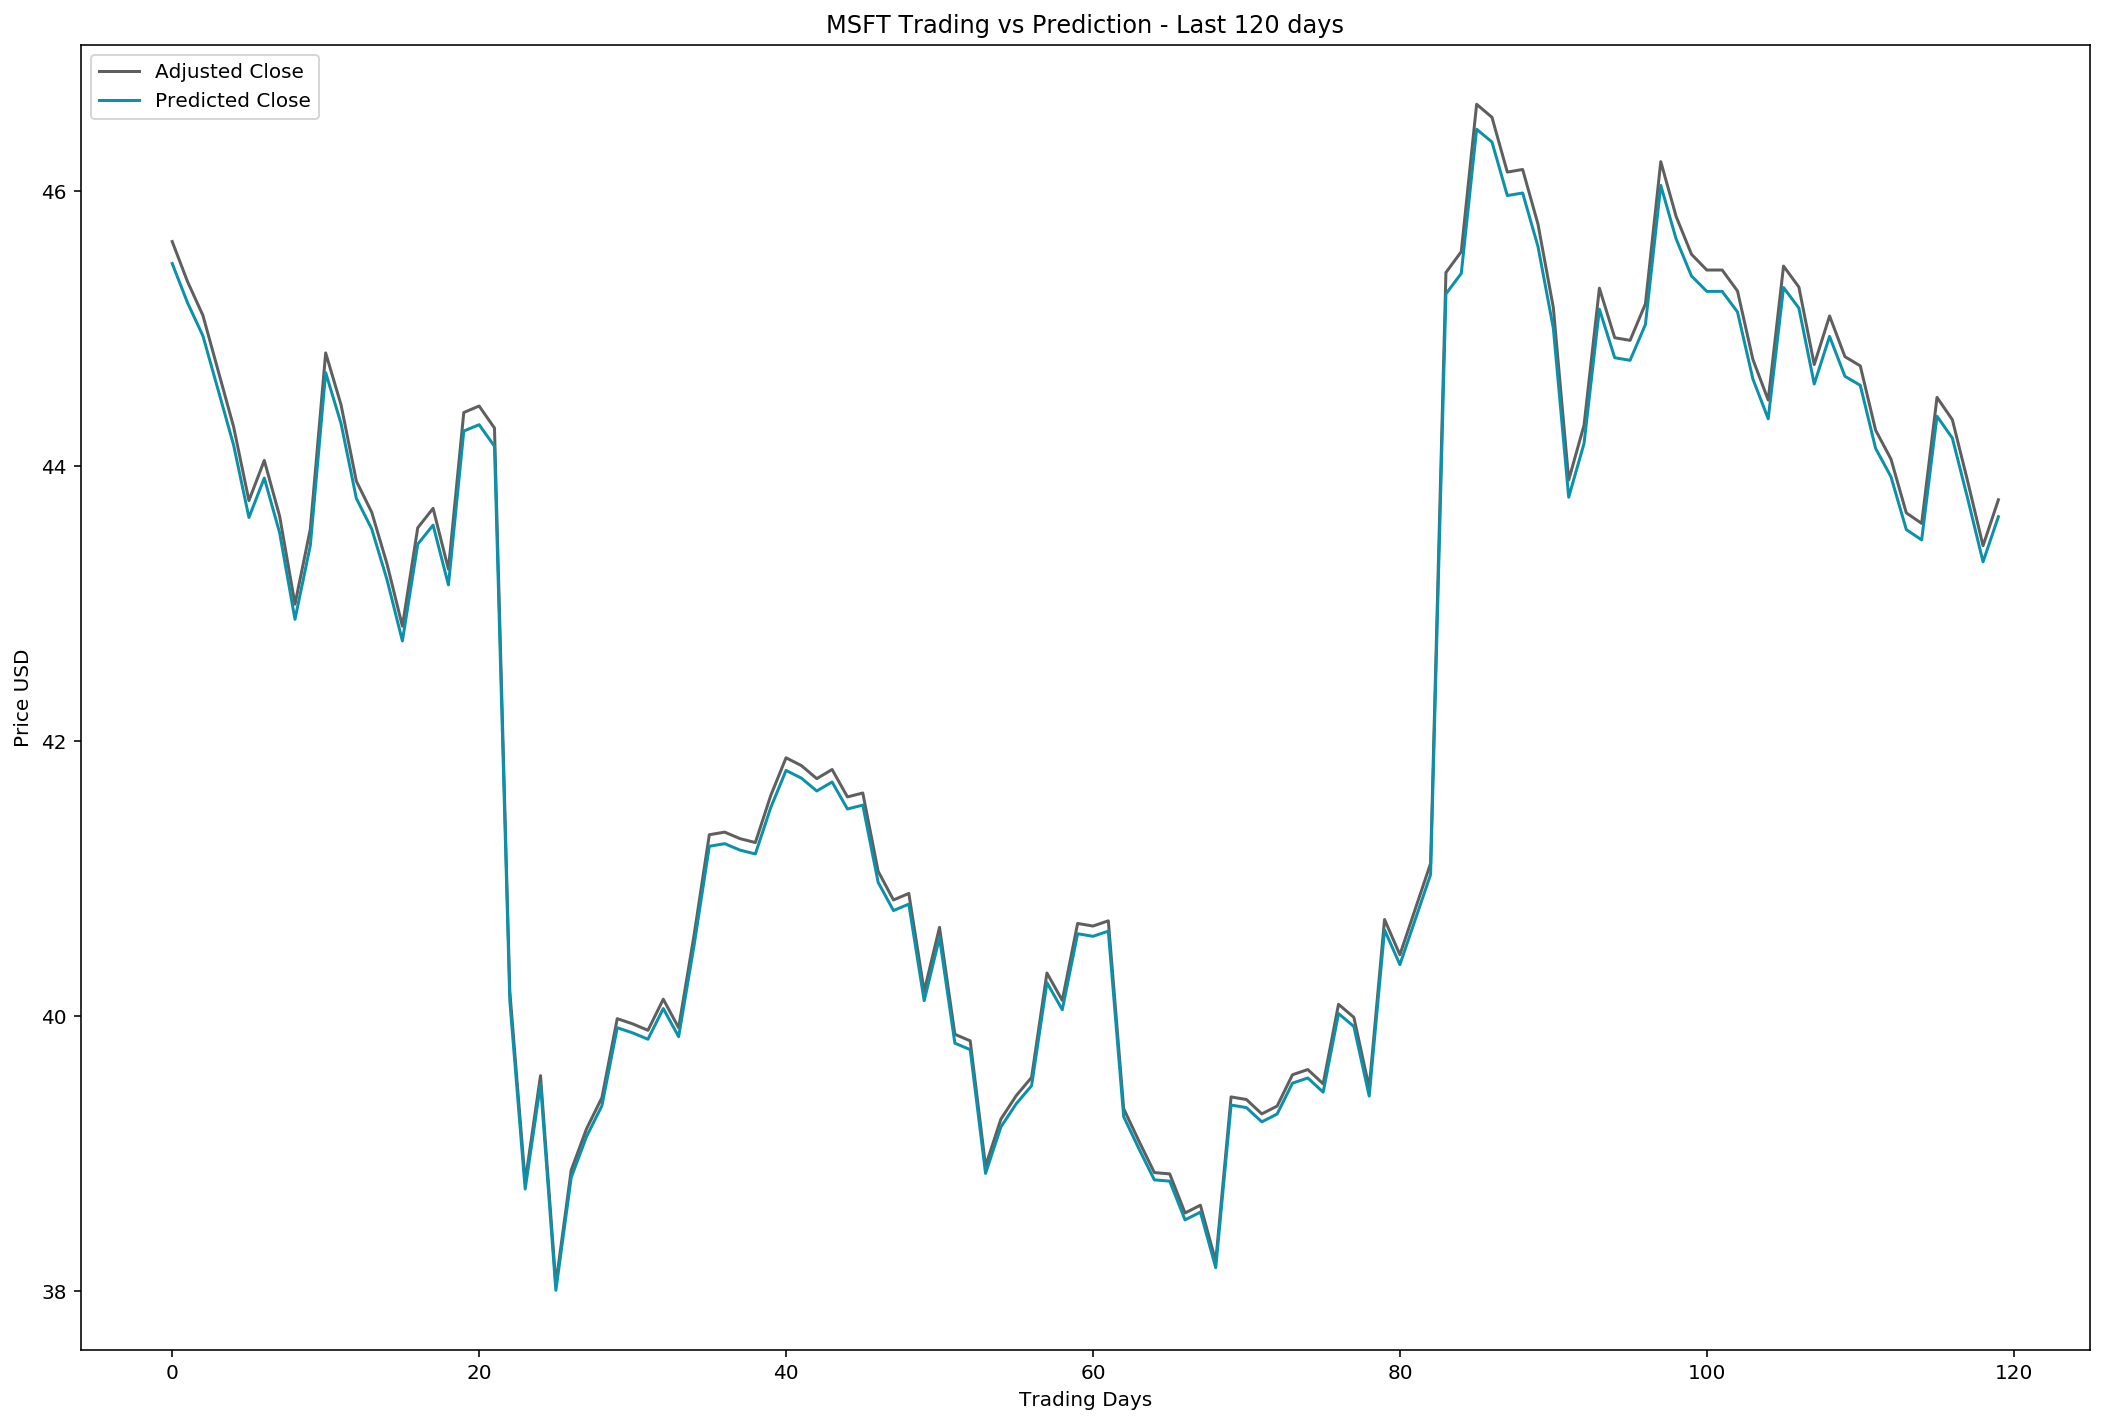 MSFT Trading vs Prediction - Last 120 days
Adjusted Close
Predicted Close
46
44
42
40
38
Price USD
0 20 40 60 80 100 120
Trading Days